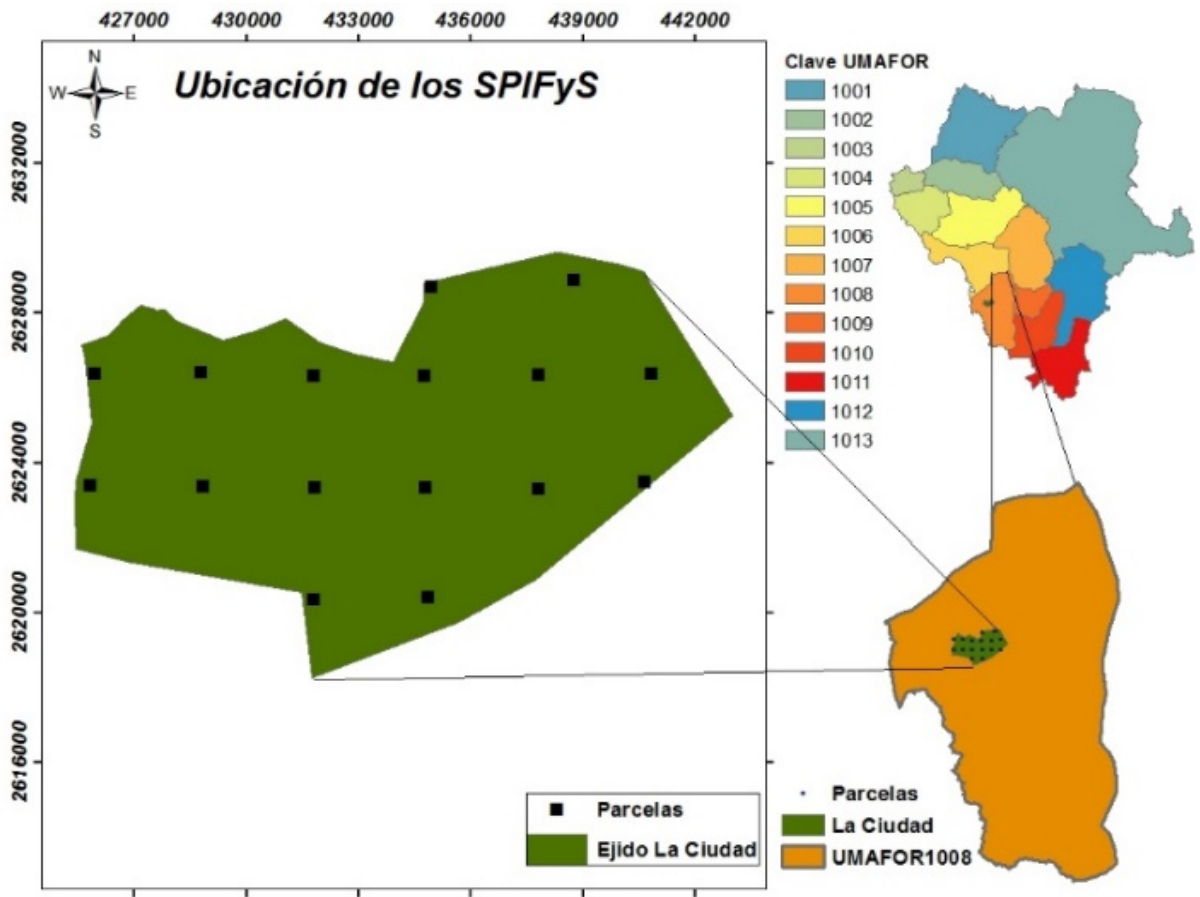 427000 430000 433000 436000 439000 442000
N
W E
S
Ubicación de los SPIFyS
2632000
2628000
2624000
2620000
2616000
Parcelas
Ejido La Ciudad
Clave UMAFOR
1001
1002
1003
1004
1005
1006
1007
1008
1009
1010
1011
1012
1013
Parcelas
La Ciudad
UMAFOR1008